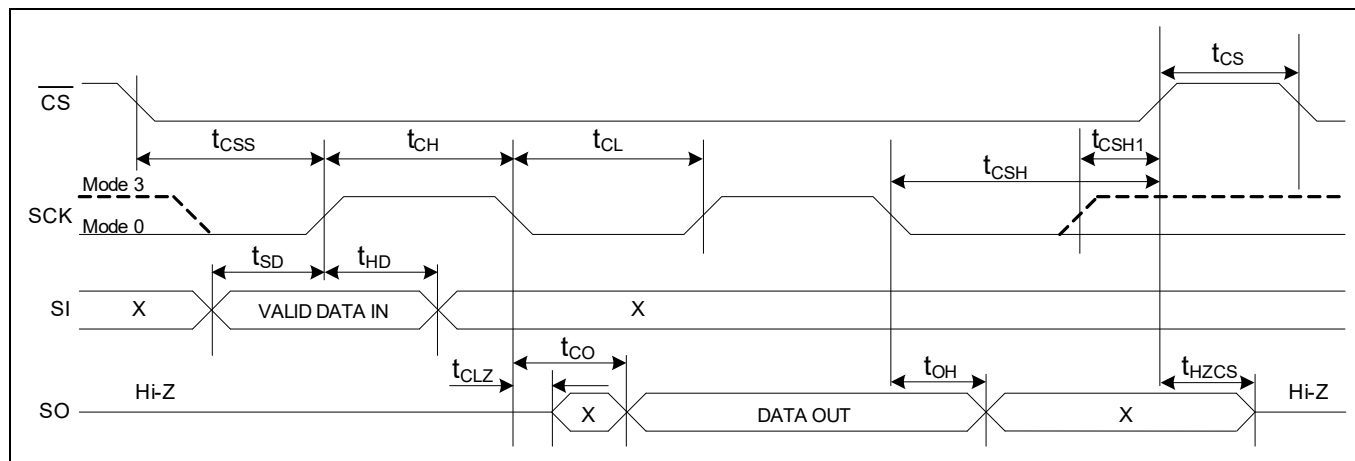 tCS
CS
tCSS
tCH
tCL
tCSH1
tCSH
Mode 3
SCK
Mode 0
tSD
tHD
SI
X
VALID DATA IN
X
tCO
tCLZ
tOH
tHZCS
Hi-Z
Hi-Z
SO
X
DATA OUT
X